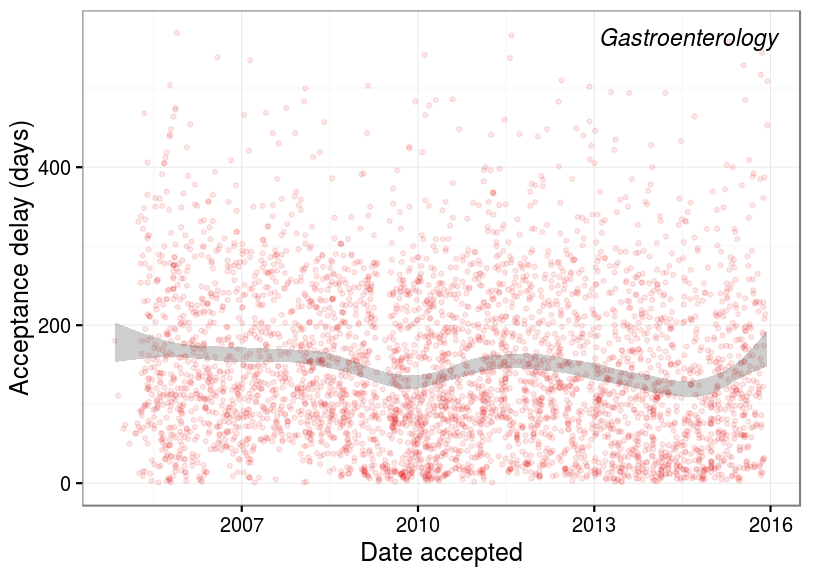 Gastroenterology
Acceptance delay (days)
400
200
0
2007 2010 2013 2016
Date accepted